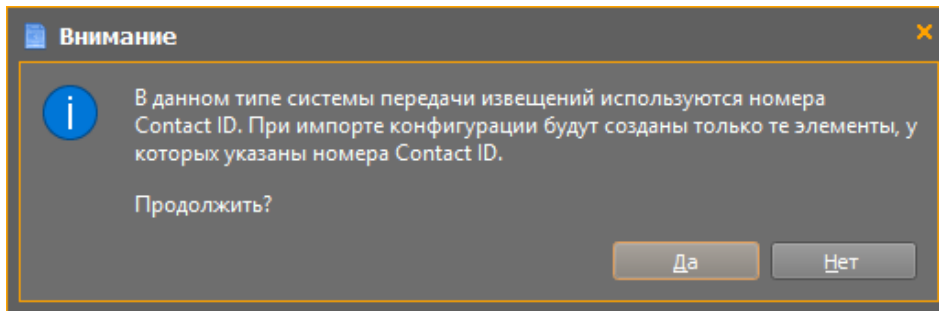 Внимание
В данном типе системы передачи извещений используются номера
Contact ID. При импорте конфигурации будут созданы только те элементы, у
которых указаны номера Contact ID.
Продолжить?
Да
Нет